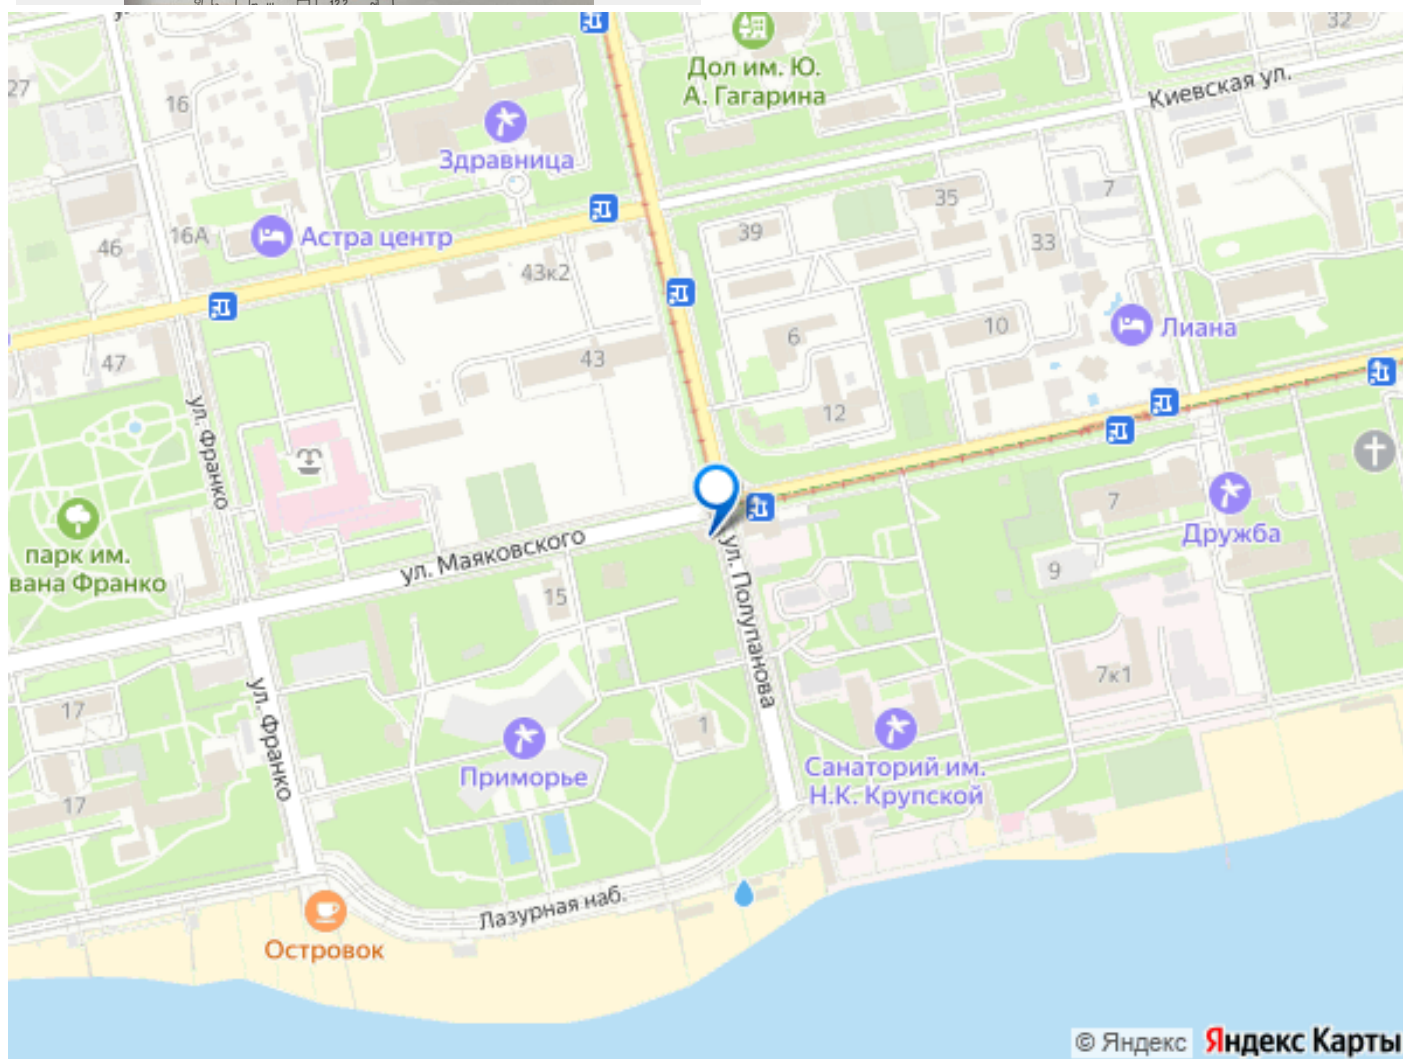 32
Дол им. Ю.
А. Гагарина
Киевская ул.
27
16
Здравница
7
35
16А
Астра центр
46
39
33
43к2
Лиана
10
6
43
47
12
ул. Франко
7
Дружба
парк им.
вана Франко
ул. Маяковского
ул. Полупанова
9
15
7к1
17
ул. Франко
1
Приморье
Санаторий им.
Н.К. Крупской
17
Лазурная наб.
Островок
© Яндекс Яндекс Карты